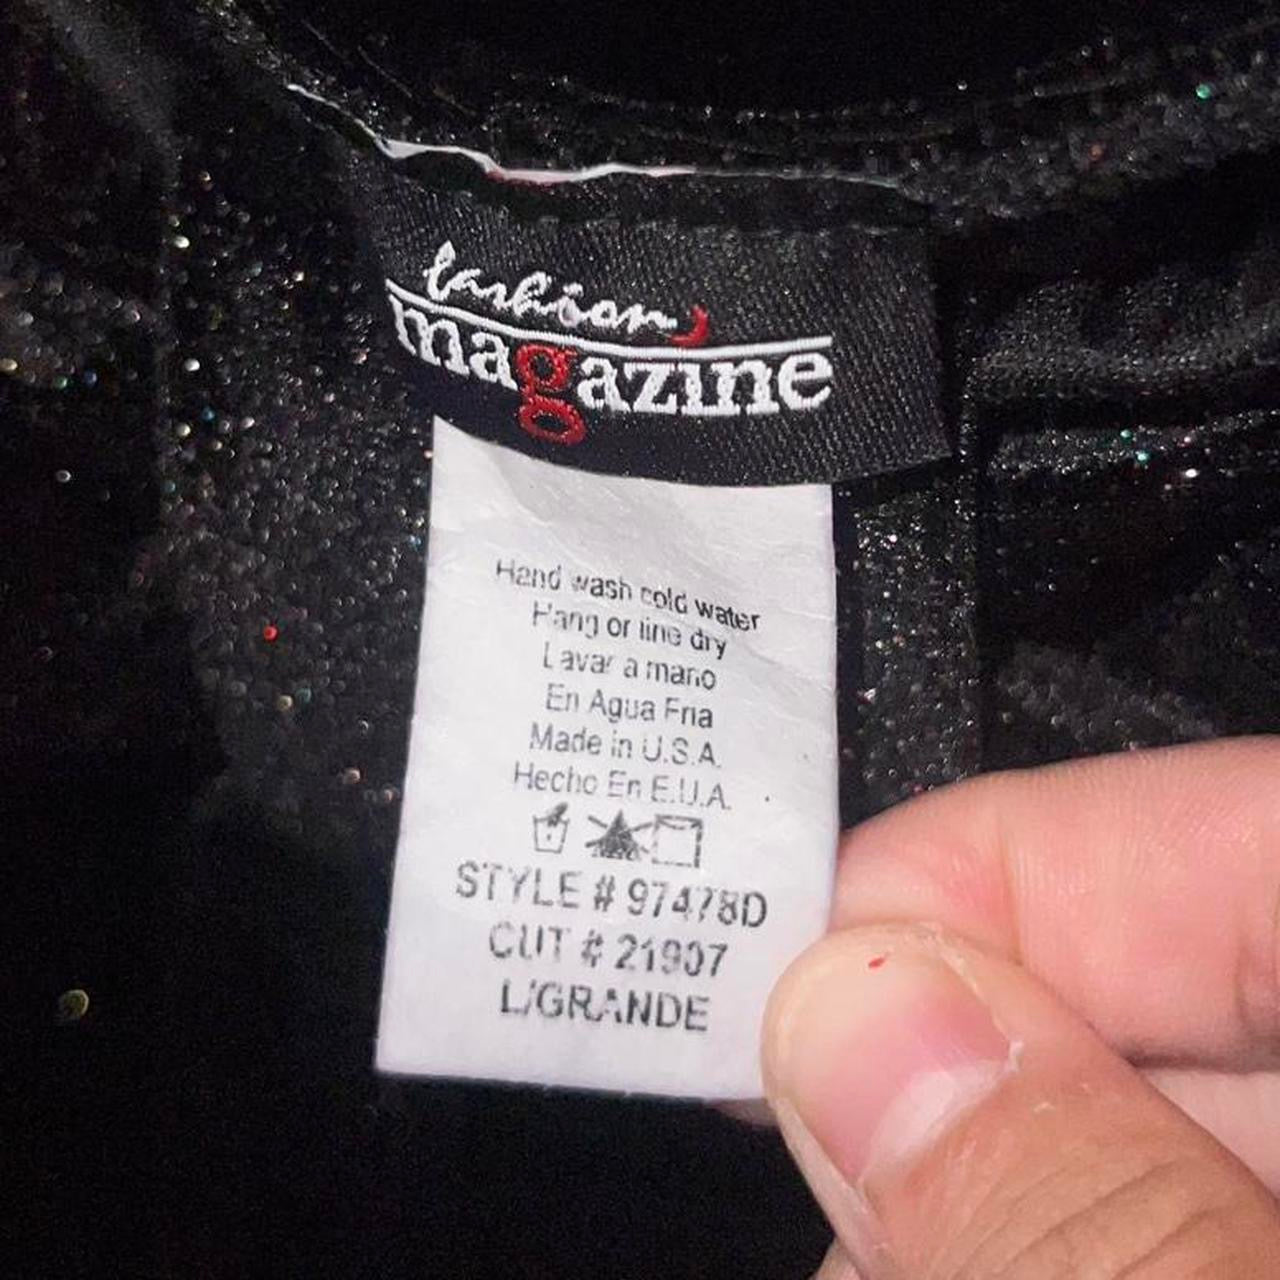 fashion
magazine
Hand wash cold water
Hang or line dry
Lavar a mano
En Agua Fria
Made in U.S.A.
Hecho En E.U.A.
STYLE # 97478D
CUT # 21907
L/GRANDE